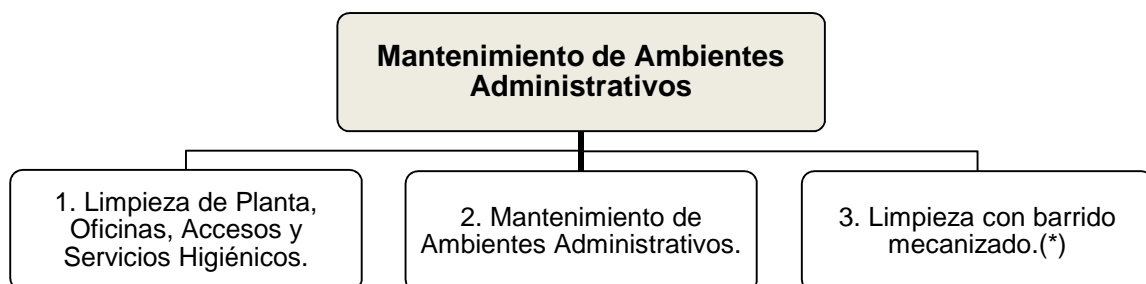 Mantenimiento de Ambientes
Administrativos
1. Limpieza de Planta,
Oficinas, Accesos y
Servicios Higiénicos.
2. Mantenimiento de
Ambientes Administrativos.
3. Limpieza con barrido
mecanizado.(*)